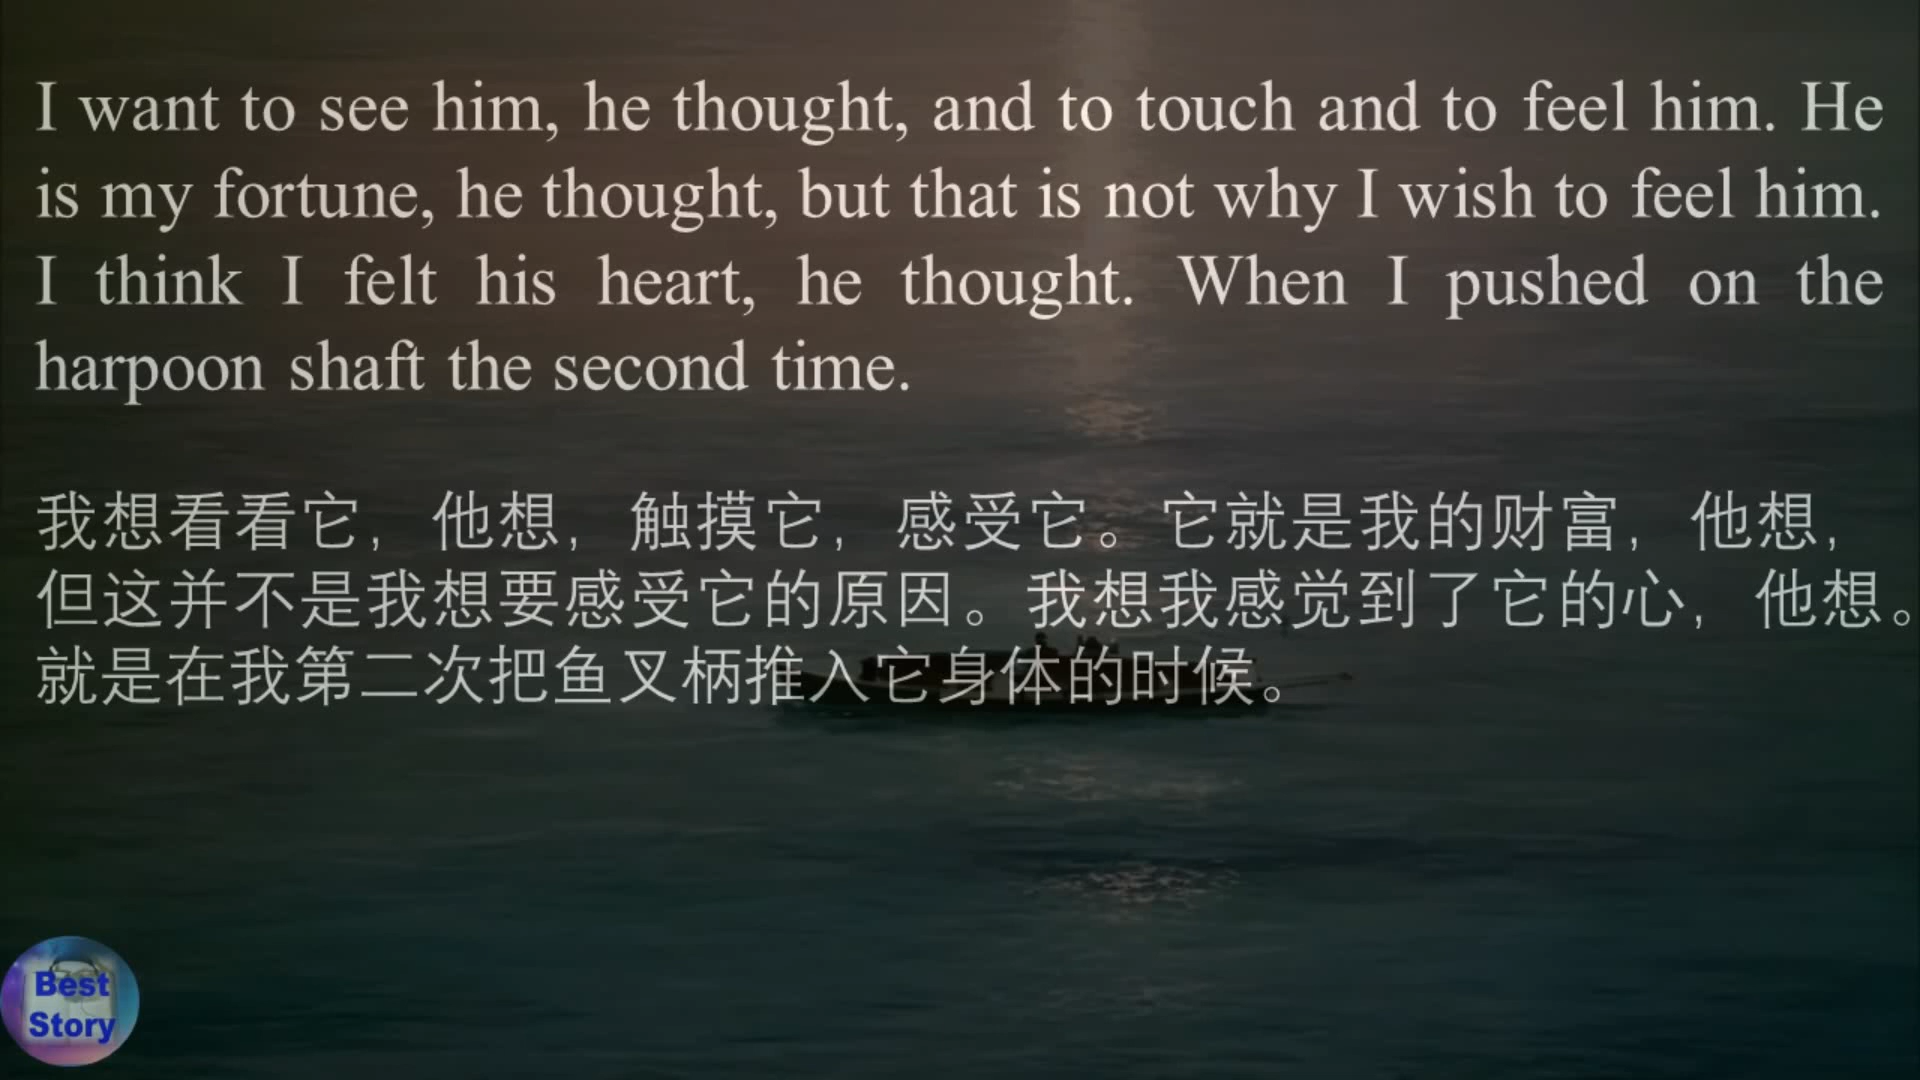 I want to see him, he thought, and to touch and to feel him. He
is my fortune, he thought, but that is not why I wish to feel him.
I think I felt his heart, he thought. When I pushed on the
harpoon shaft the second time.
我想看看它，他想，触摸它，感受它。它就是我的财富，他想，
但这并不是我想要感受它的原因。我想我感觉到了它的心，他想。
就是在我第二次把鱼叉柄推入它身体的时候。
Best
Story